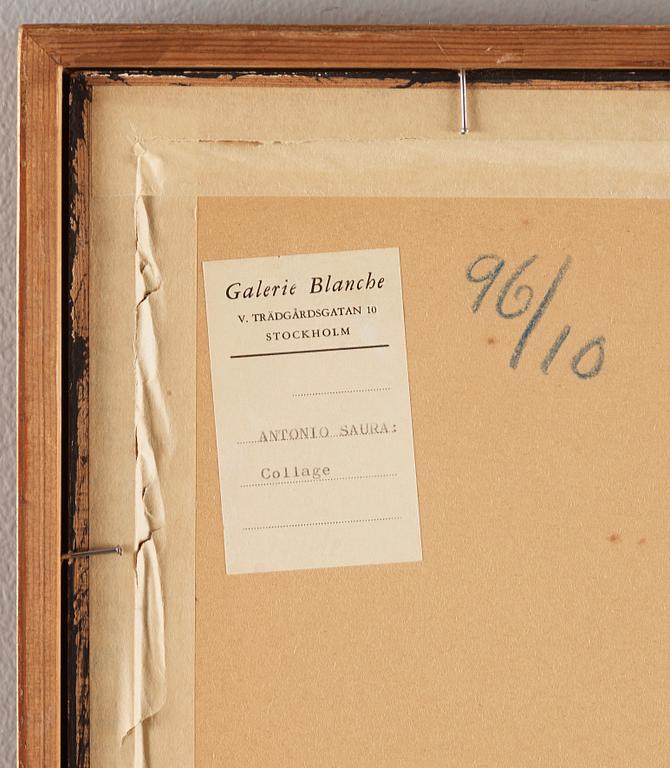 Galerie Blanche
V. TRÄDGÅRDSGATAN 10
STOCKHOLM
ANTONIO SAURA:
Collage
96/10